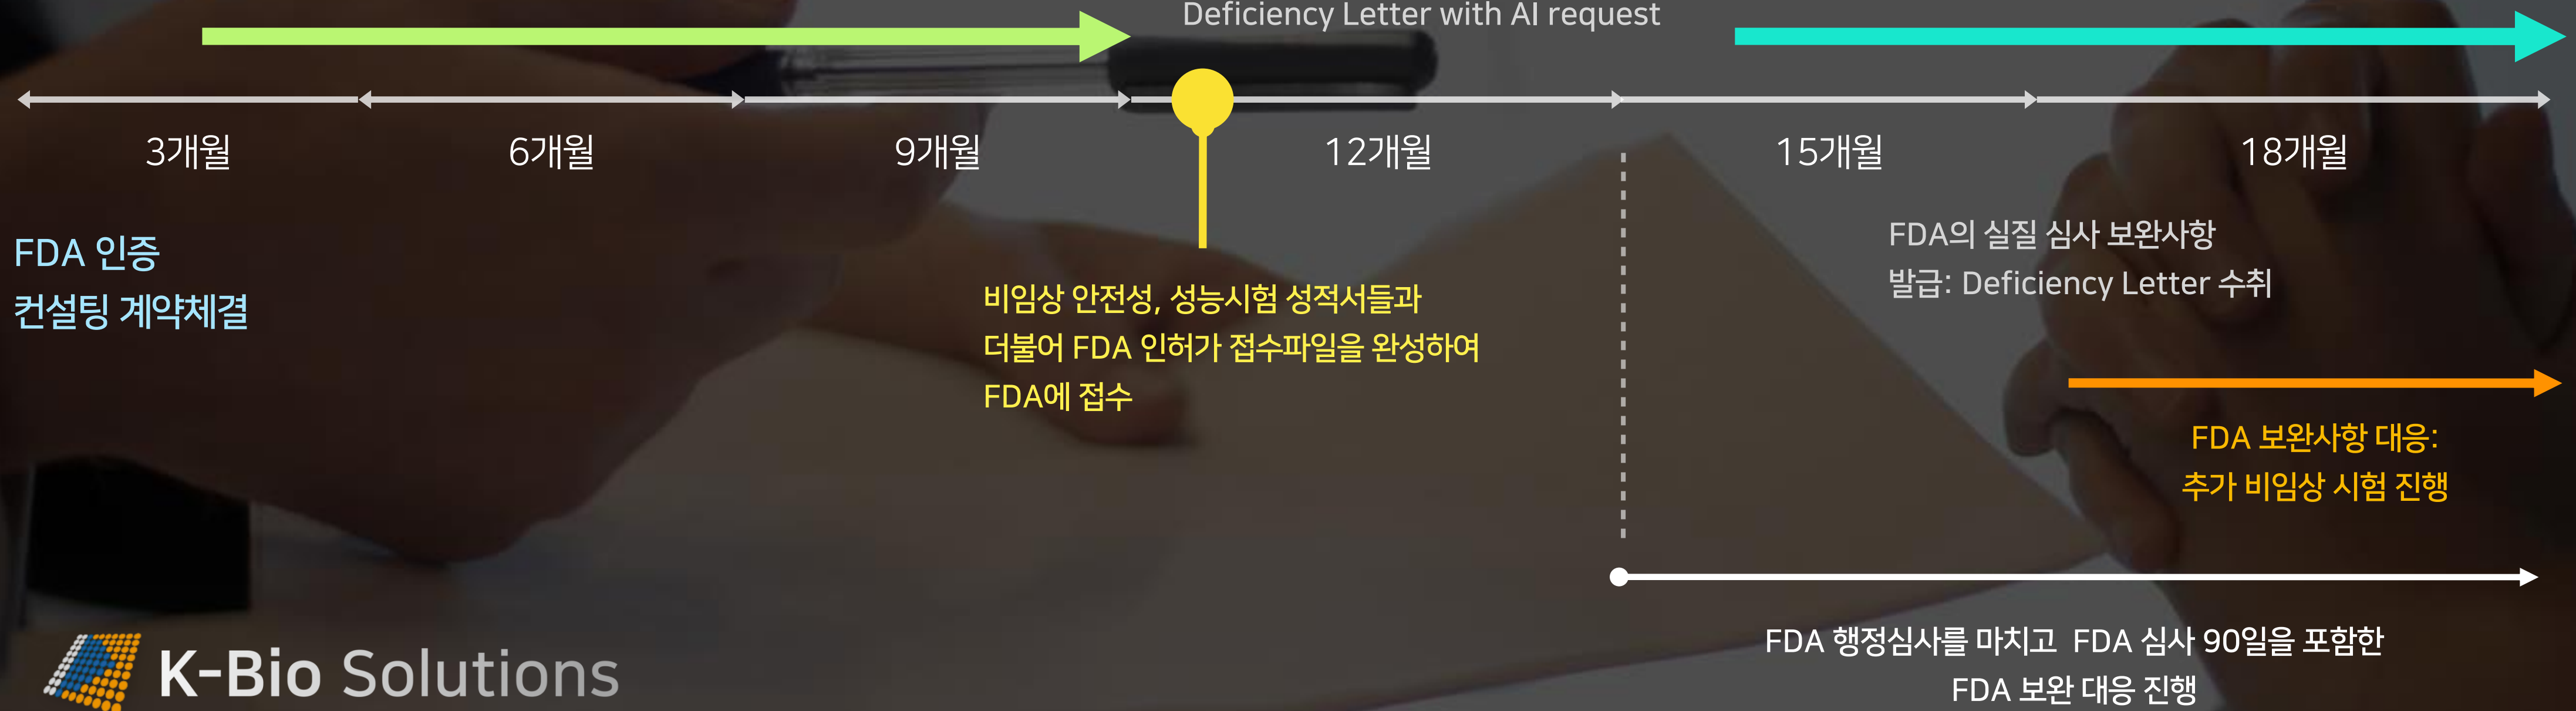 Deficiency Letter with AI request
3개월
6개월
9개월
12개월
15개월
18개월
FDA 인증
컨설팅 계약체결
비임상 안전성, 성능시험 성적서들과
더불어 FDA 인허가 접수파일을 완성하여
FDA에 접수
FDA의 실질 심사 보완사항
발급: Deficiency Letter 수취
FDA 보완사항 대응:
추가 비임상 시험 진행
FDA 행정심사를 마치고 FDA 심사 90일을 포함한
FDA 보완 대응 진행
K-Bio Solutions